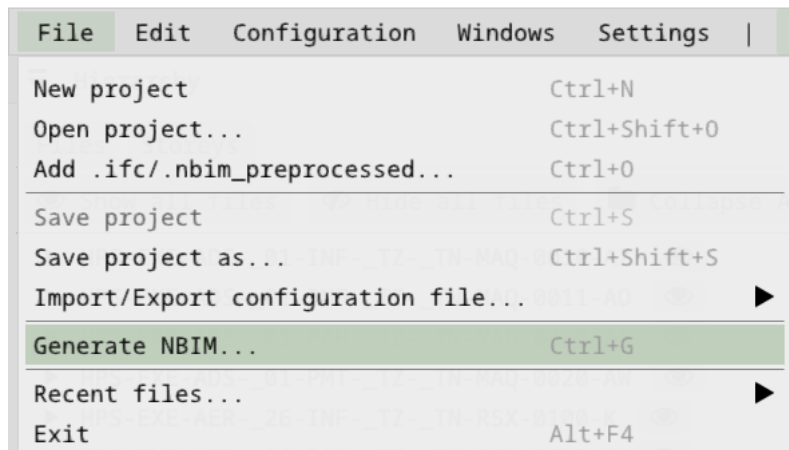 File Edit Configuration Windows Settings |
New project Ctrl+N
Open project... Ctrl+Shift+O
Add .ifc/.nbim_preprocessed... Ctrl+O
Save project Ctrl+S
Save project as... Ctrl+Shift+S
Import/Export configuration file...
Generate NBIM... Ctrl+G
Recent files...
Exit Alt+F4